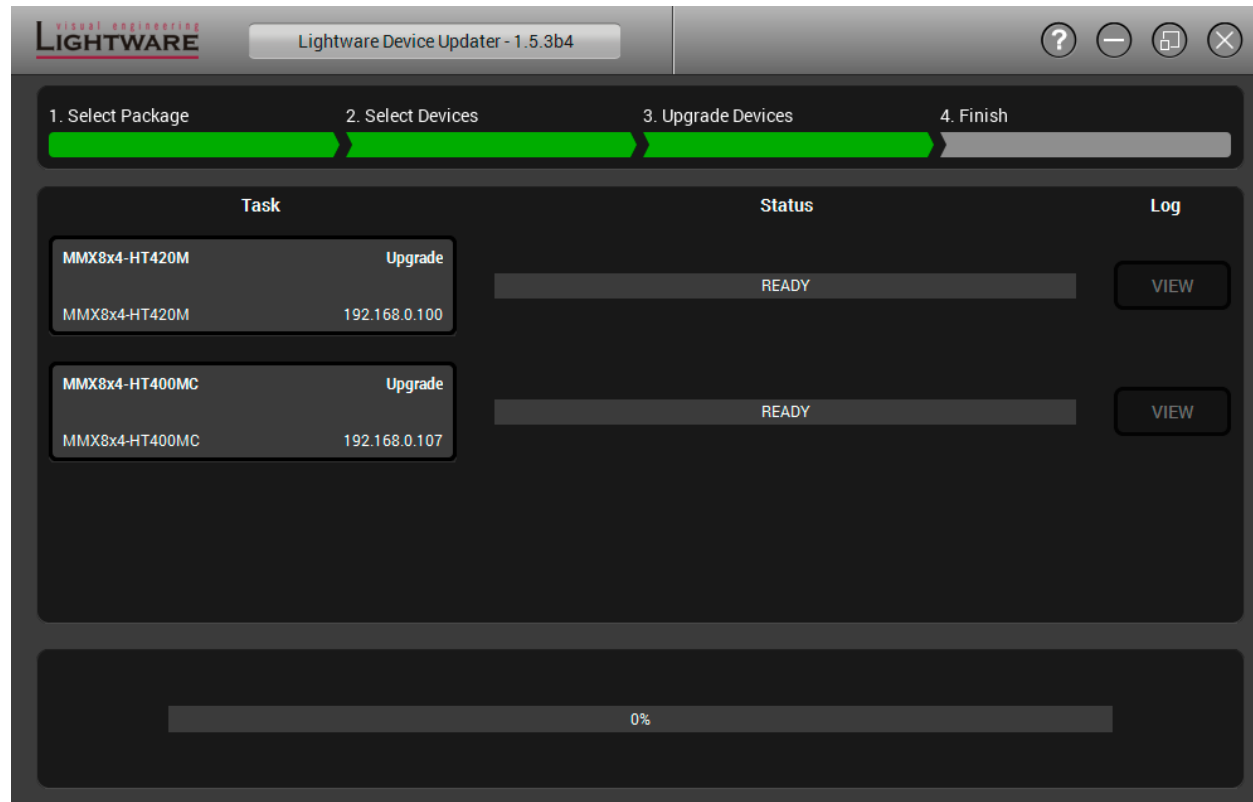 visual engineering
LIGHTWARE
Lightware Device Updater - 1.5.3b4
?
1. Select Package 2. Select Devices 3. Upgrade Devices 4. Finish
Task Status Log
MMX8x4-HT420M Upgrade
READY VIEW
MMX8x4-HT420M 192.168.0.100
MMX8x4-HT400MC Upgrade
READY VIEW
MMX8x4-HT400MC 192.168.0.107
0%